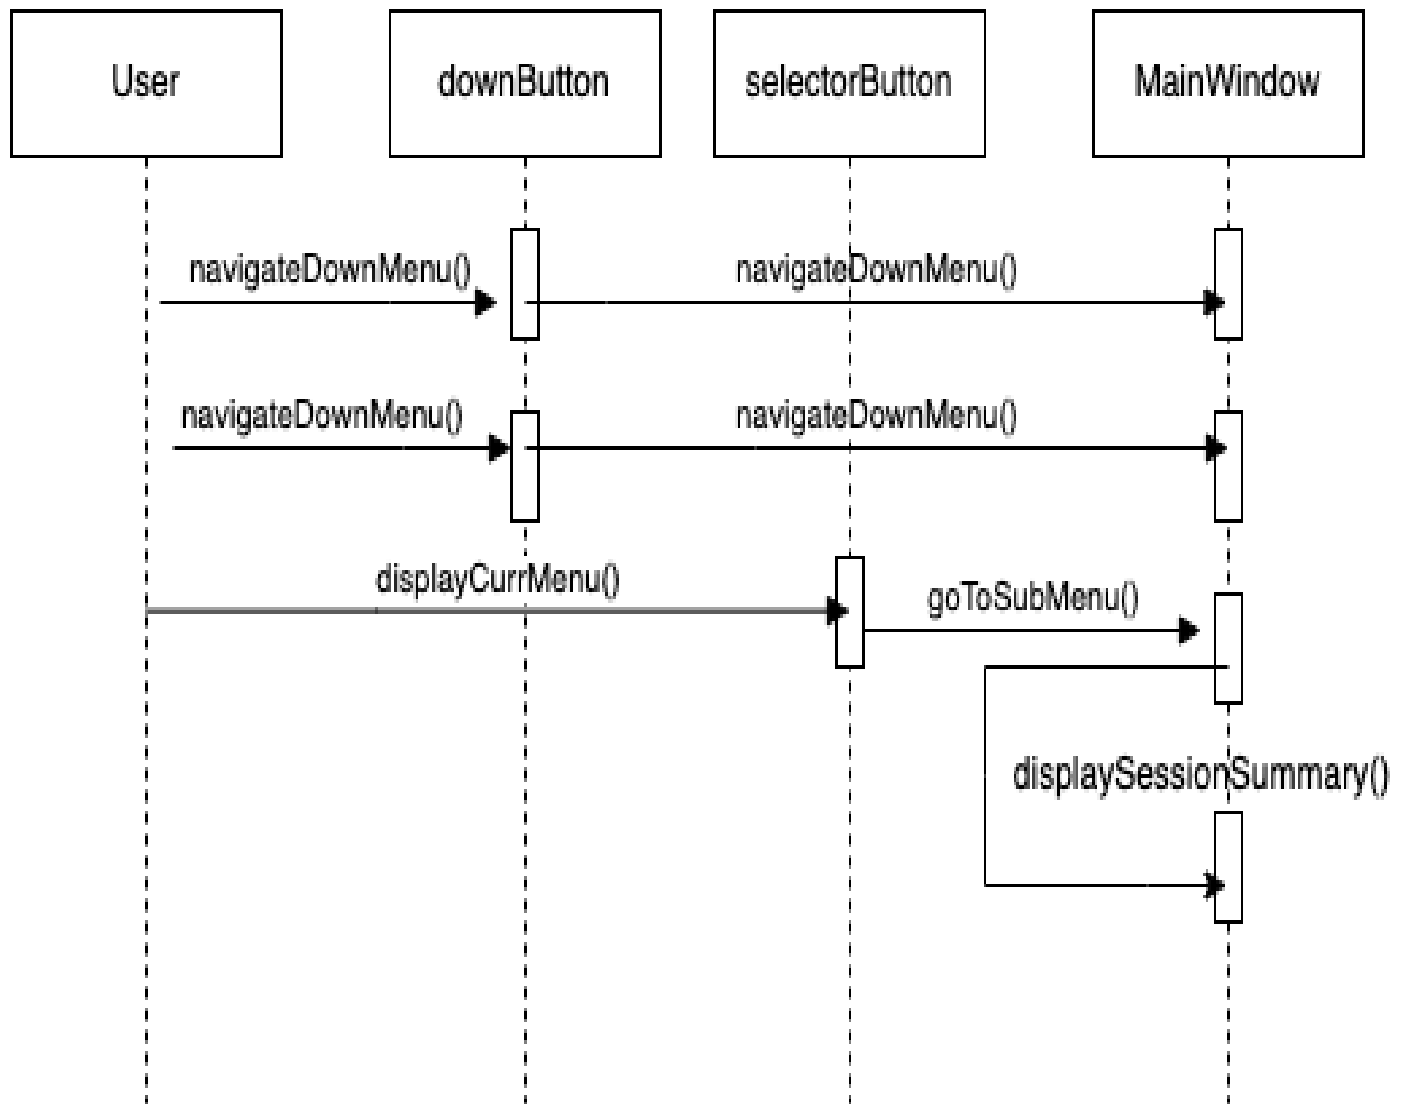 User
downButton
selectorButton
MainWindow
navigateDownMenu()
navigateDownMenu()
navigateDownMenu()
navigateDownMenu()
displayCurrMenu()
goToSubMenu()
displaySessionSummary()